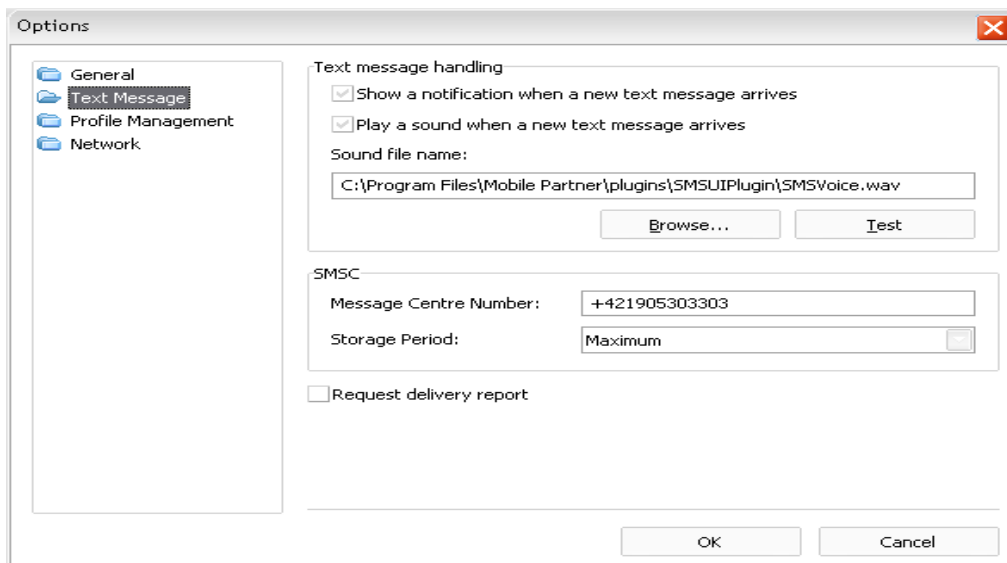 Options
General
Text Message
Profile Management
Network
Text message handling
Show a notification when a new text message arrives
Play a sound when a new text message arrives
Sound file name:
C:\Program Files\Mobile Partner\plugins\SMSUIPlugin\SMSVoice.wav
Browse...
Test
SMSC
Message Centre Number:
+421905303303
Storage Period:
Maximum
Request delivery report
OK
Cancel